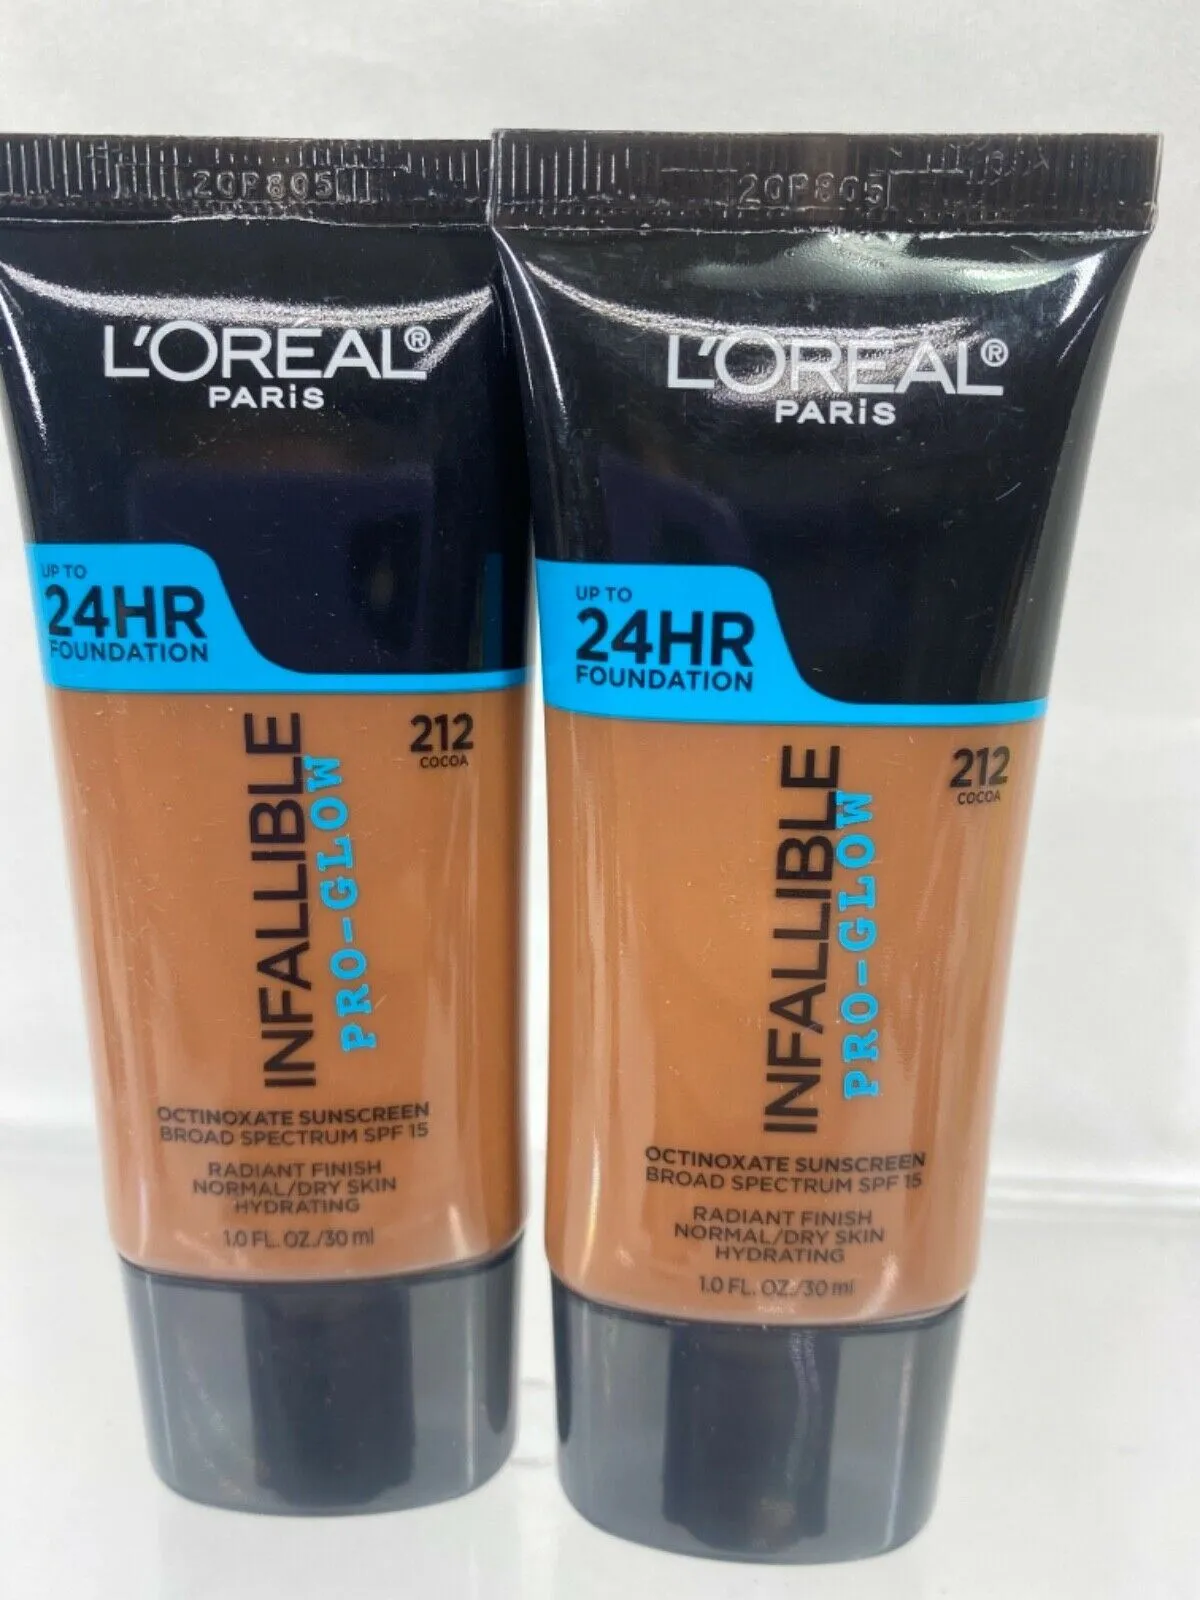 20P805
L'ORÉAL®
PARiS
UP TO
24HR
FOUNDATION
212
COCOA
INFALLIBLE
PRO-GLOW
OCTINOXATE SUNSCREEN
BROAD SPECTRUM SPF 15
RADIANT FINISH
NORMAL/DRY SKIN
HYDRATING
1.0 FL. OZ./30 ml
20P805
L'ORÉAL®
PARiS
UP TO
24HR
FOUNDATION
212
COCOA
INFALLIBLE
PRO-GLOW
OCTINOXATE SUNSCREEN
BROAD SPECTRUM SPF 15
RADIANT FINISH
NORMAL/DRY SKIN
HYDRATING
1.0 FL. OZ./30 ml